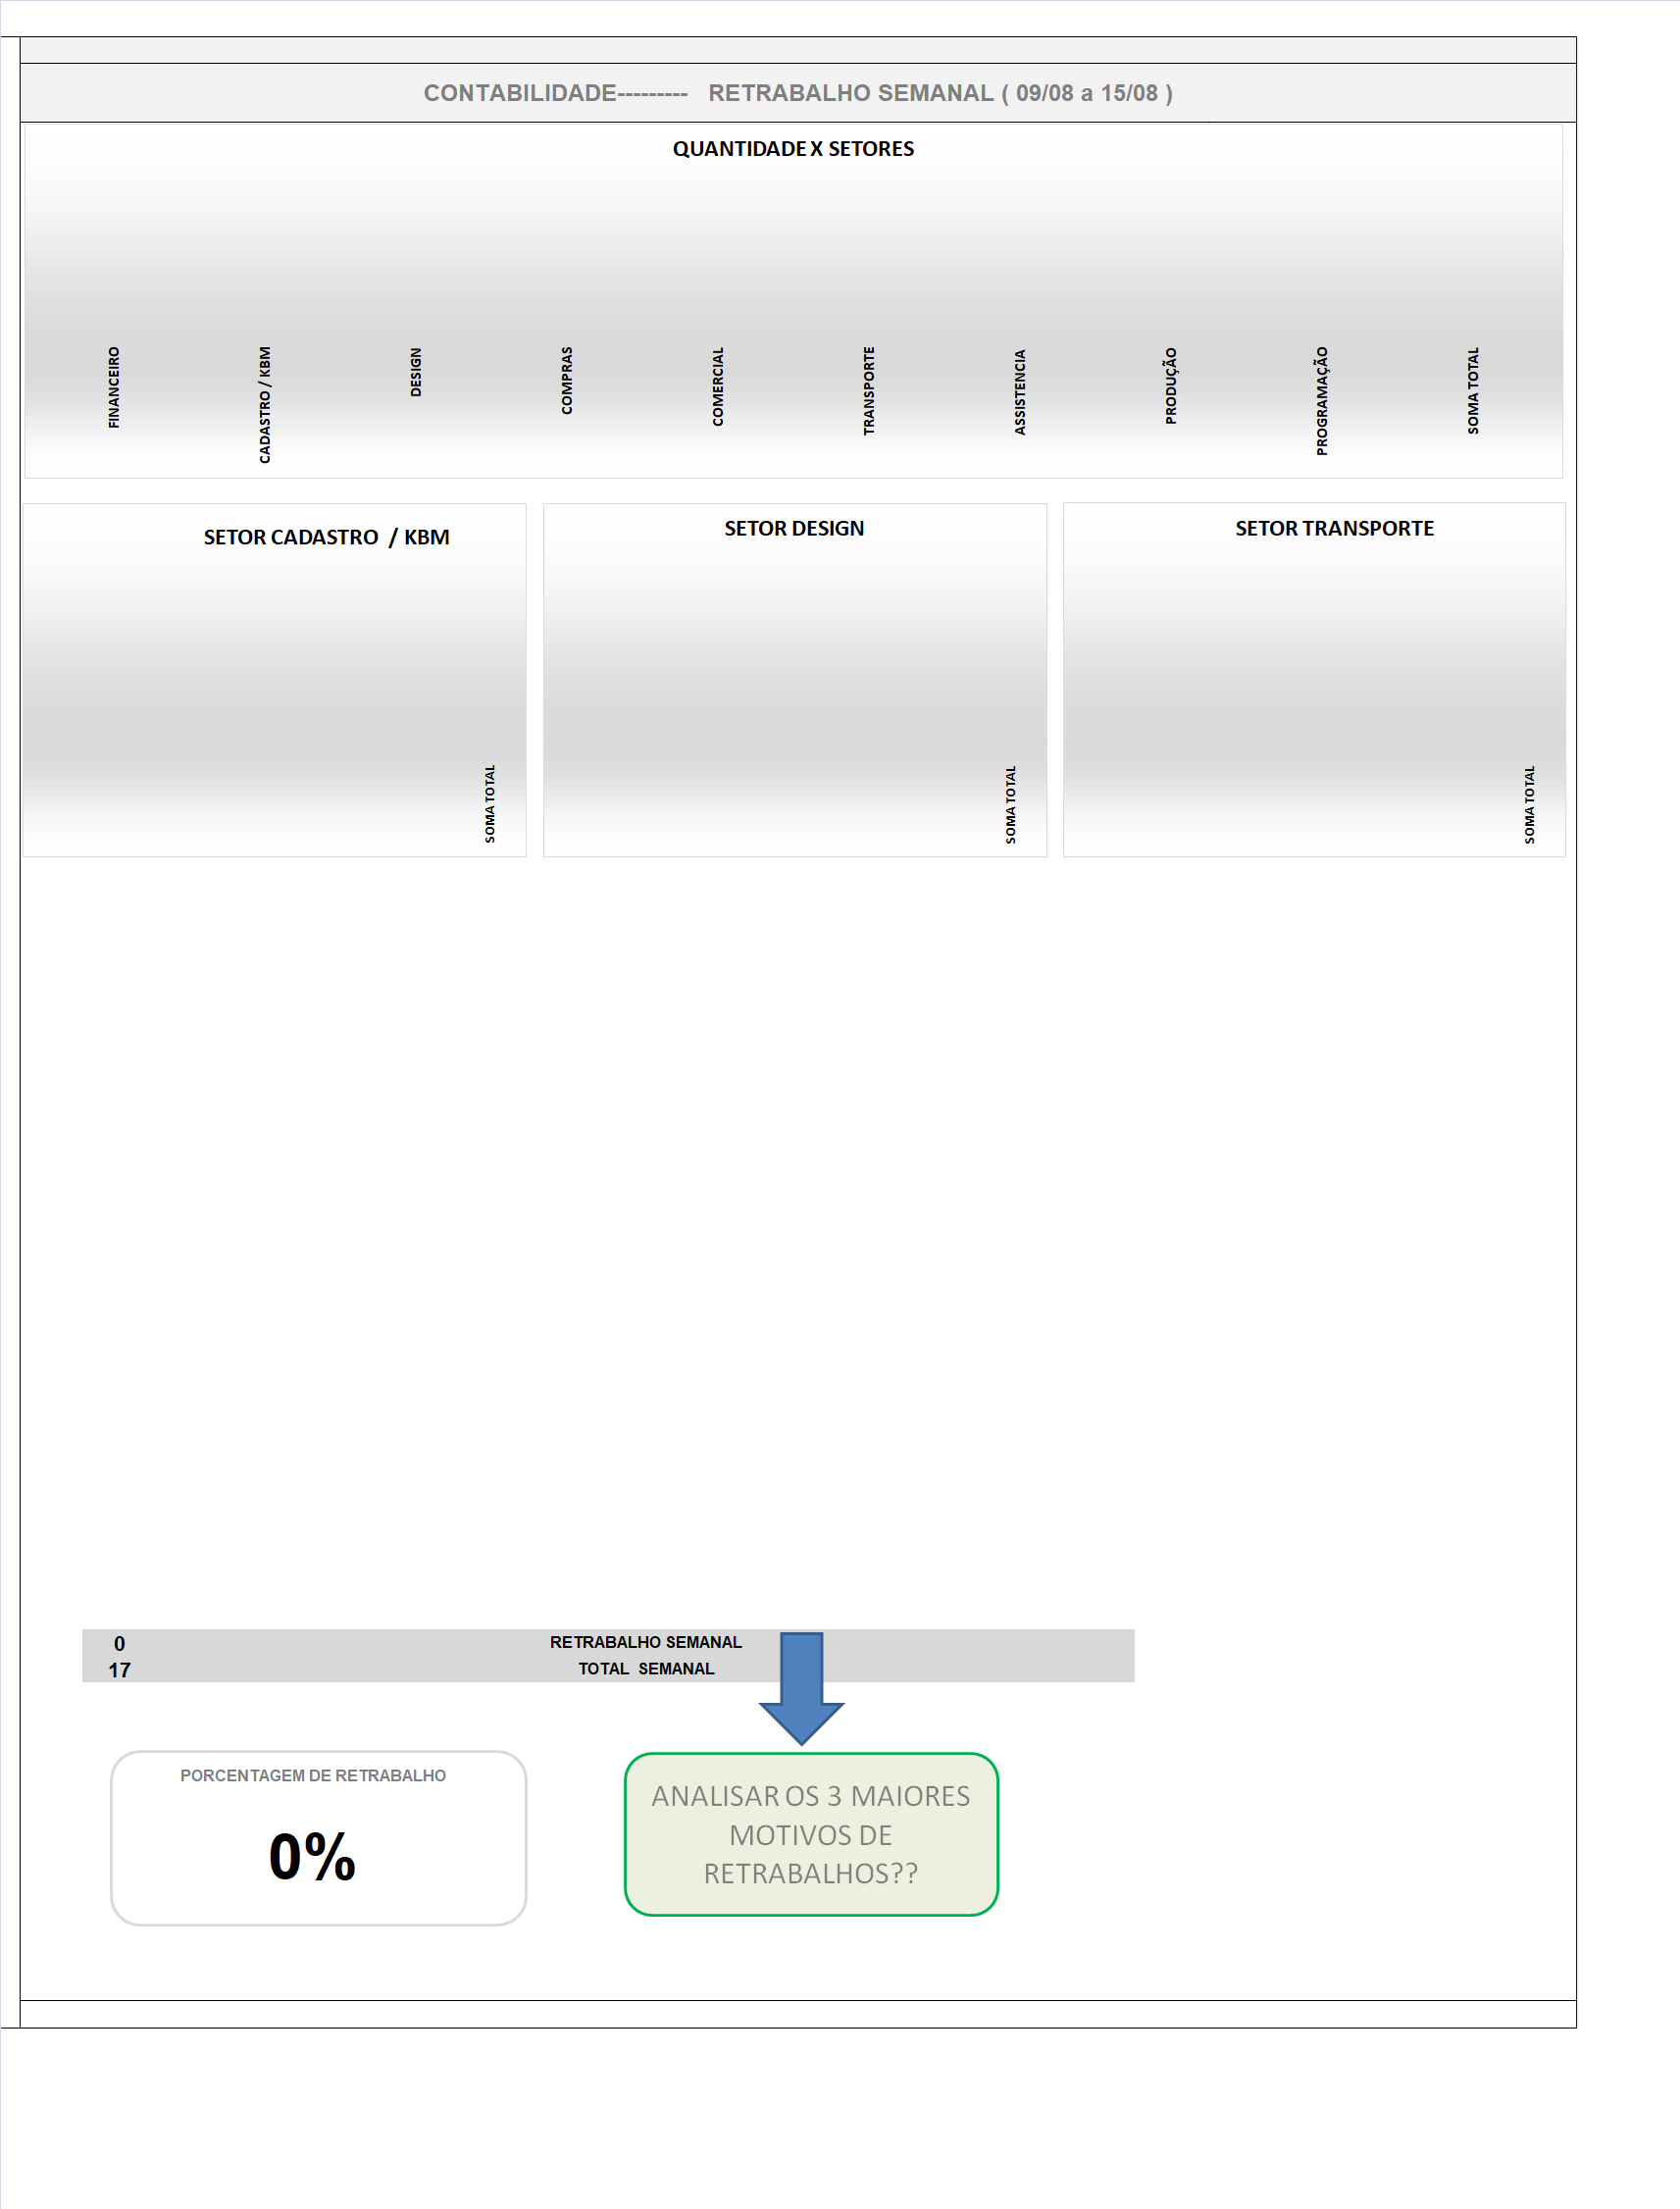 CONTABILIDADE--------- RETRABALHO SEMANAL ( 09/08 a 15/08 )
QUANTIDADE X SETORES
FINANCEIRO
CADASTRO / KBM
DESIGN
COMPRAS
COMERCIAL
TRANSPORTE
ASSISTENCIA
PRODUÇÃO
PROGRAMAÇÃO
SOMA TOTAL
SETOR CADASTRO / KBM
SOMA TOTAL
SETOR DESIGN
SOMA TOTAL
SETOR TRANSPORTE
SOMA TOTAL
0 RETRABALHO SEMANAL
17 TOTAL SEMANAL
PORCENTAGEM DE RETRABALHO
0%
ANALISAR OS 3 MAIORES
MOTIVOS DE
RETRABALHOS??